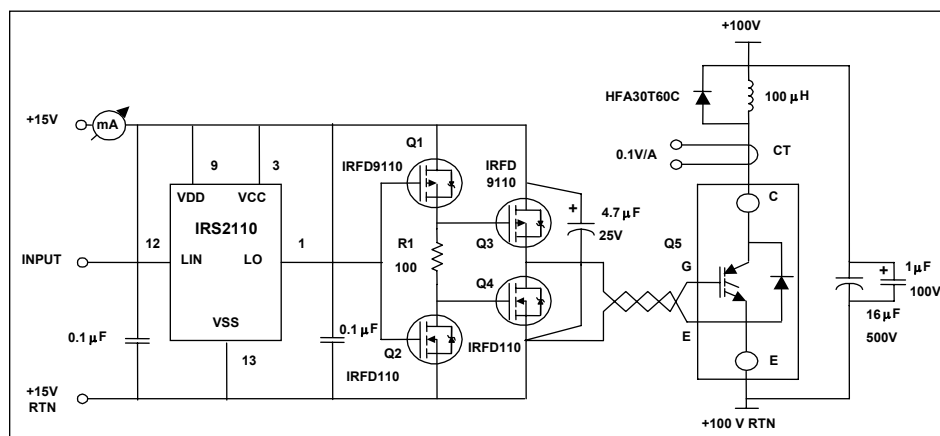 +100V
HFA30T60C
100 µH
+15V
mA
Q1
IRFD9110
IRFD
9110
0.1V/A
CT
9
3
VDD
VCC
IRS2110
12
1
LIN
LO
INPUT
R1
100
Q3
+
4.7 µF
25V
C
Q5
G
Q4
+
1µF
100V
VSS
0.1 µF
0.1 µF
E
16µF
500V
13
Q2
IRFD110
IRFD110
E
+15V
RTN
+100 V RTN